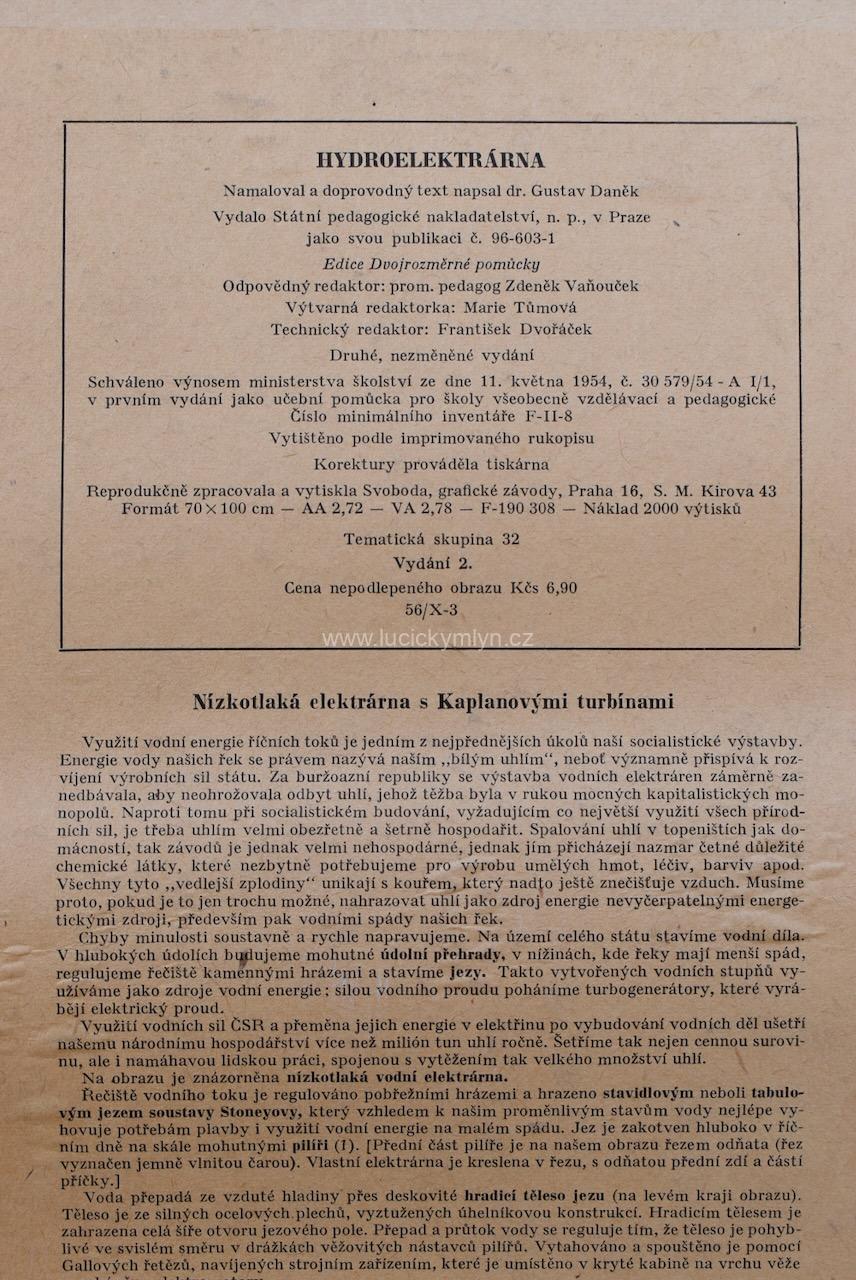 HYDROELEKTRÁRNA
Namaloval a doprovodný text napsal dr. Gustav Daněk
Vydalo Státní pedagogické nakladatelství, n. p., v Praze
jako svou publikaci č. 96-603-1
Edice Dvojrozměrné pomůcky
Odpovědný redaktor: prom. pedagog Zdeněk Vaňouček
Výtvarná redaktorka: Marie Tůmová
Technický redaktor: František Dvořáček
Druhé, nezměněné vydání
Schváleno výnosem ministerstva školství ze dne 11. května 1954, č. 30 579/54 - A I/1,
v prvním vydání jako učební pomůcka pro školy všeobecně vzdělávací a pedagogické
Číslo minimálního inventáře F-II-8
Vytištěno podle imprimovaného rukopisu
Korektury prováděla tiskárna
Reprodukčně zpracovala a vytiskla Svoboda, grafické závody, Praha 16, S. M. Kirova 43
Formát 70 × 100 cm — AA 2,72 — VA 2,78 — F-190 308 — Náklad 2000 výtisků
Tematická skupina 32
Vydání 2.
Cena nepodlepeného obrazu Kčs 6,90
56/X-3
www.lucickymlyn.cz
Nízkotlaká elektrárna s Kaplanovými turbínami
Využití vodní energie říčních toků je jedním z nejpřednějších úkolů naší socialistické výstavby.
Energie vody našich řek se právem nazývá naším „bílým uhlím“, neboť významně přispívá k roz-
víjení výrobních sil státu. Za buržoazní republiky se výstavba vodních elektráren záměrně za-
nedbávala, aby neohrožovala odbyt uhlí, jehož těžba byla v rukou mocných kapitalistických mo-
nopolů. Naproti tomu při socialistickém budování, vyžadujícím co největší využití všech přírod-
ních sil, je třeba uhlím velmi obezřetně a šetrně hospodařit. Spalování uhlí v topeništích jak do-
mácností, tak závodů je jednak velmi nehospodárné, jednak jím přicházejí nazmar četné důležité
chemické látky, které nezbytně potřebujeme pro výrobu umělých hmot, léčiv, barviv apod.
Všechny tyto „vedlejší zplodiny“ unikají s kouřem, který nadto ještě znečišťuje vzduch. Musíme
proto, pokud je to jen trochu možné, nahrazovat uhlí jako zdroj energie nevyčerpatelnými energe-
tickými zdroji, především pak vodními spády našich řek.
Chyby minulosti soustavně a rychle napravujeme. Na území celého státu stavíme vodní díla.
V hlubokých údolích budujeme mohutné údolní přehrady, v nížinách, kde řeky mají menší spád,
regulujeme řečiště kamennými hrázemi a stavíme jezy. Takto vytvořených vodních stupňů vy-
užíváme jako zdroje vodní energie; silou vodního proudu poháníme turbogenerátory, které vyrá-
bějí elektrický proud.
Využití vodních sil ČSR a přeměna jejich energie v elektřinu po vybudování vodních děl ušetří
našemu národnímu hospodářství více než milión tun uhlí ročně. Šetříme tak nejen cennou surovi-
nu, ale i namáhavou lidskou práci, spojenou s vytěžením tak velkého množství uhlí.
Na obrazu je znázorněna nízkotlaká vodní elektrárna.
Řečiště vodního toku je regulováno pobřežními hrázemi a hrazeno stavidlovým neboli tabulo-
vým jezem soustavy Stoneyovy, který vzhledem k našim proměnlivým stavům vody nejlépe vy-
hovuje potřebám plavby i využití vodní energie na malém spádu. Jez je zakotven hluboko v říč-
ním dně na skále mohutnými pilíři (I). [Přední část pilíře je na našem obrazu řezem odňata (řez
vyznačen jemně vlnitou čarou). Vlastní elektrárna je kreslena v řezu, s odňatou přední zdí a částí
příčky.]
Voda přepadá ze vzduté hladiny přes deskovité hradicí těleso jezu (na levém kraji obrazu).
Těleso je ze silných ocelových plechů, vyztužených úhelníkovou konstrukcí. Hradicím tělesem je
zahrazena celá šíře otvoru jezového pole. Přepad a průtok vody se reguluje tím, že těleso je pohyb-
livé ve svislém směru v drážkách věžovitých nástavců pilířů. Vytahováno a spouštěno je pomocí
Gallových řetězů, navíjených strojním zařízením, které je umístěno v kryté kabině na vrchu věže